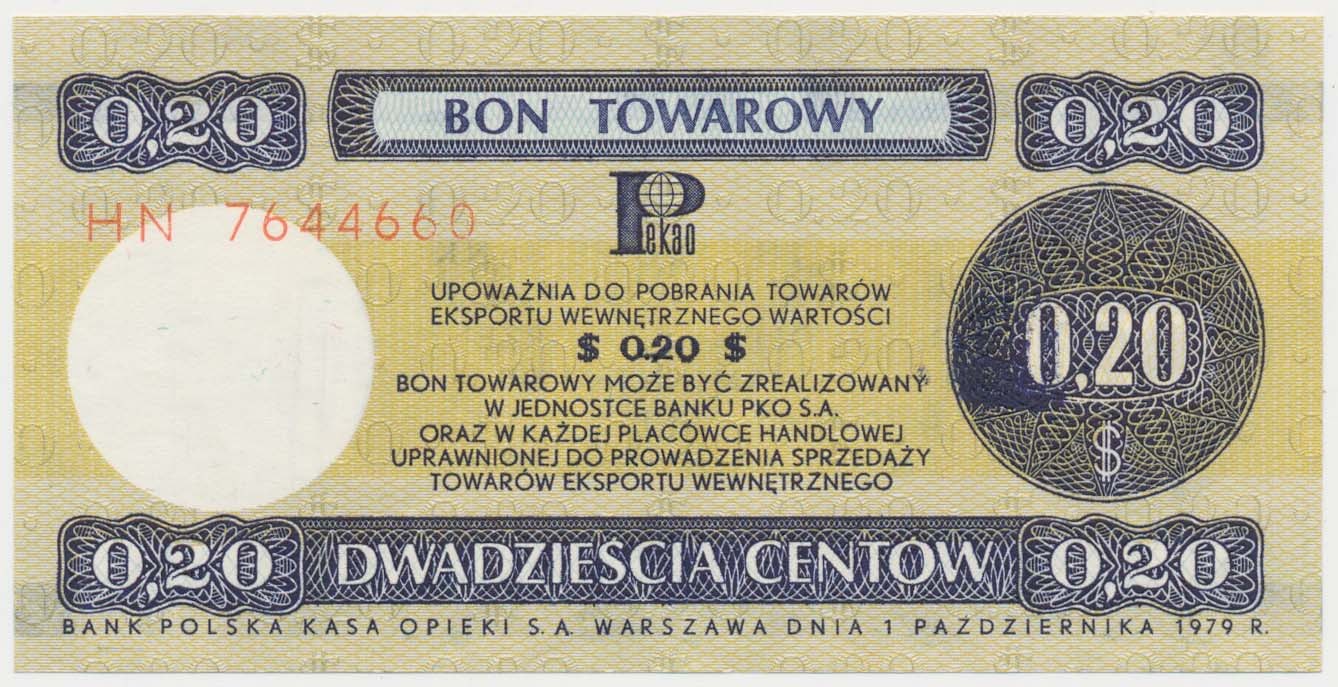 0,20 BON TOWAROWY 0,20
HN 7644660
Pekao
UPOWAŻNIA DO POBRANIA TOWARÓW
EKSPORTU WEWNĘTRZNEGO WARTOŚCI
$ 0.20 $
BON TOWAROWY MOŻE BYĆ ZREALIZOWANY
W JEDNOSTCE BANKU PKO S.A.
ORAZ W KAŻDEJ PLACÓWCE HANDLOWEJ
UPRAWNIONEJ DO PROWADZENIA SPRZEDAŻY
TOWARÓW EKSPORTU WEWNĘTRZNEGO
0,20
$
0,20 DWADZIEŚCIA CENTÓW 0,20
BANK POLSKA KASA OPIEKI S.A. WARSZAWA DNIA 1 PAŹDZIERNIKA 1979 R.